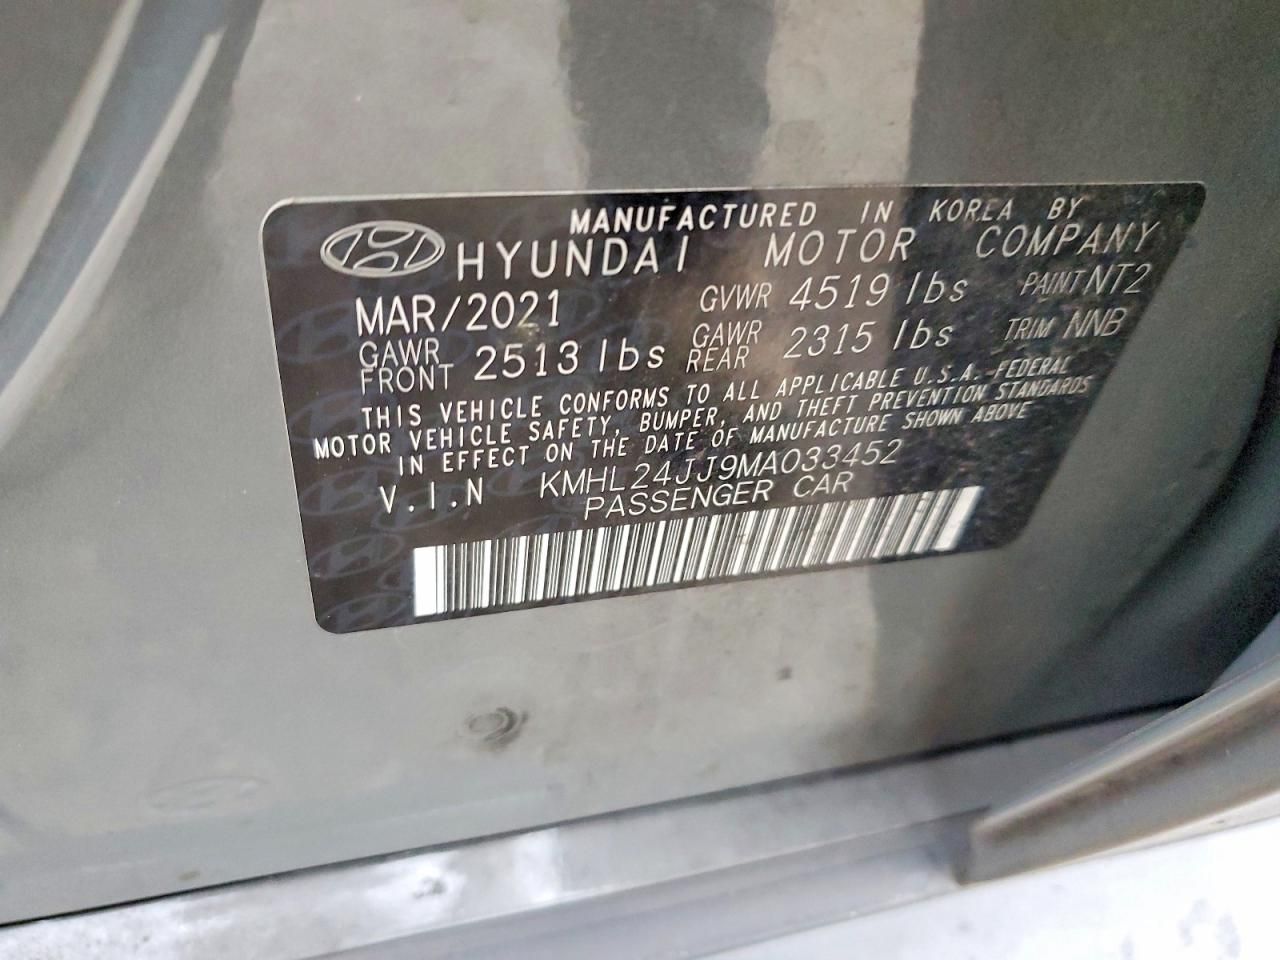 MANUFACTURED IN KOREA BY
HYUNDAI MOTOR COMPANY
MAR/2021 GVWR 4519 lbs PAINT NT2
GAWR FRONT 2513 lbs GAWR REAR 2315 lbs TRIM NNB
THIS VEHICLE CONFORMS TO ALL APPLICABLE U.S.A. FEDERAL
MOTOR VEHICLE SAFETY, BUMPER, AND THEFT PREVENTION STANDARDS
IN EFFECT ON THE DATE OF MANUFACTURE SHOWN ABOVE
V.I.N KMHL24JJ9MA033452
PASSENGER CAR